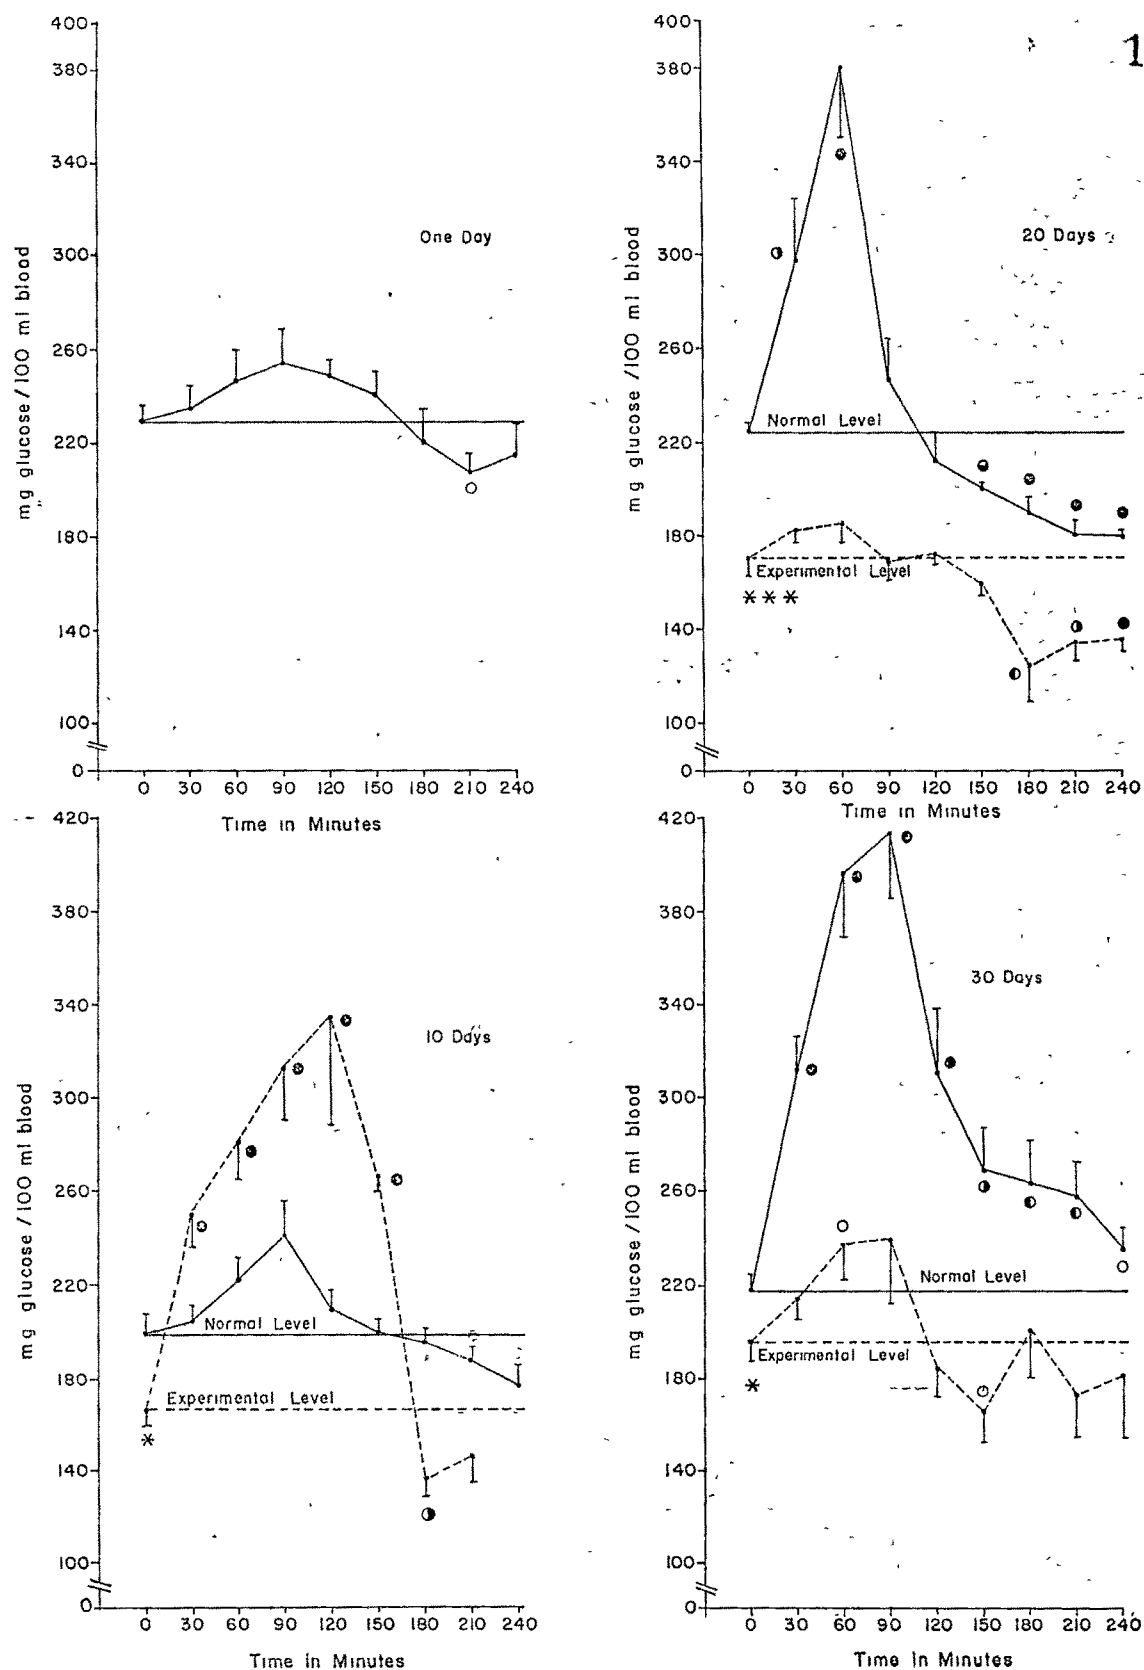 1
400
380
340
300
260
220
180
140
100
0
mg glucose /100 ml blood
One Day
0 30 60 90 120 150 180 210 240
Time in Minutes
400
380
340
300
260
220
180
140
100
0
mg glucose /100 ml blood
20 Days
Normal Level
Experimental Level
***
0 30 60 90 120 150 180 210 240
Time in Minutes
420
380
340
300
260
220
180
140
100
0
mg glucose /100 ml blood
10 Days
Normal Level
Experimental Level
*
0 30 60 90 120 150 180 210 240
Time in Minutes
420
380
340
300
260
220
180
140
100
0
mg glucose /100 ml blood
30 Days
Normal Level
Experimental Level
*
0 30 60 90 120 150 180 210 240
Time in Minutes